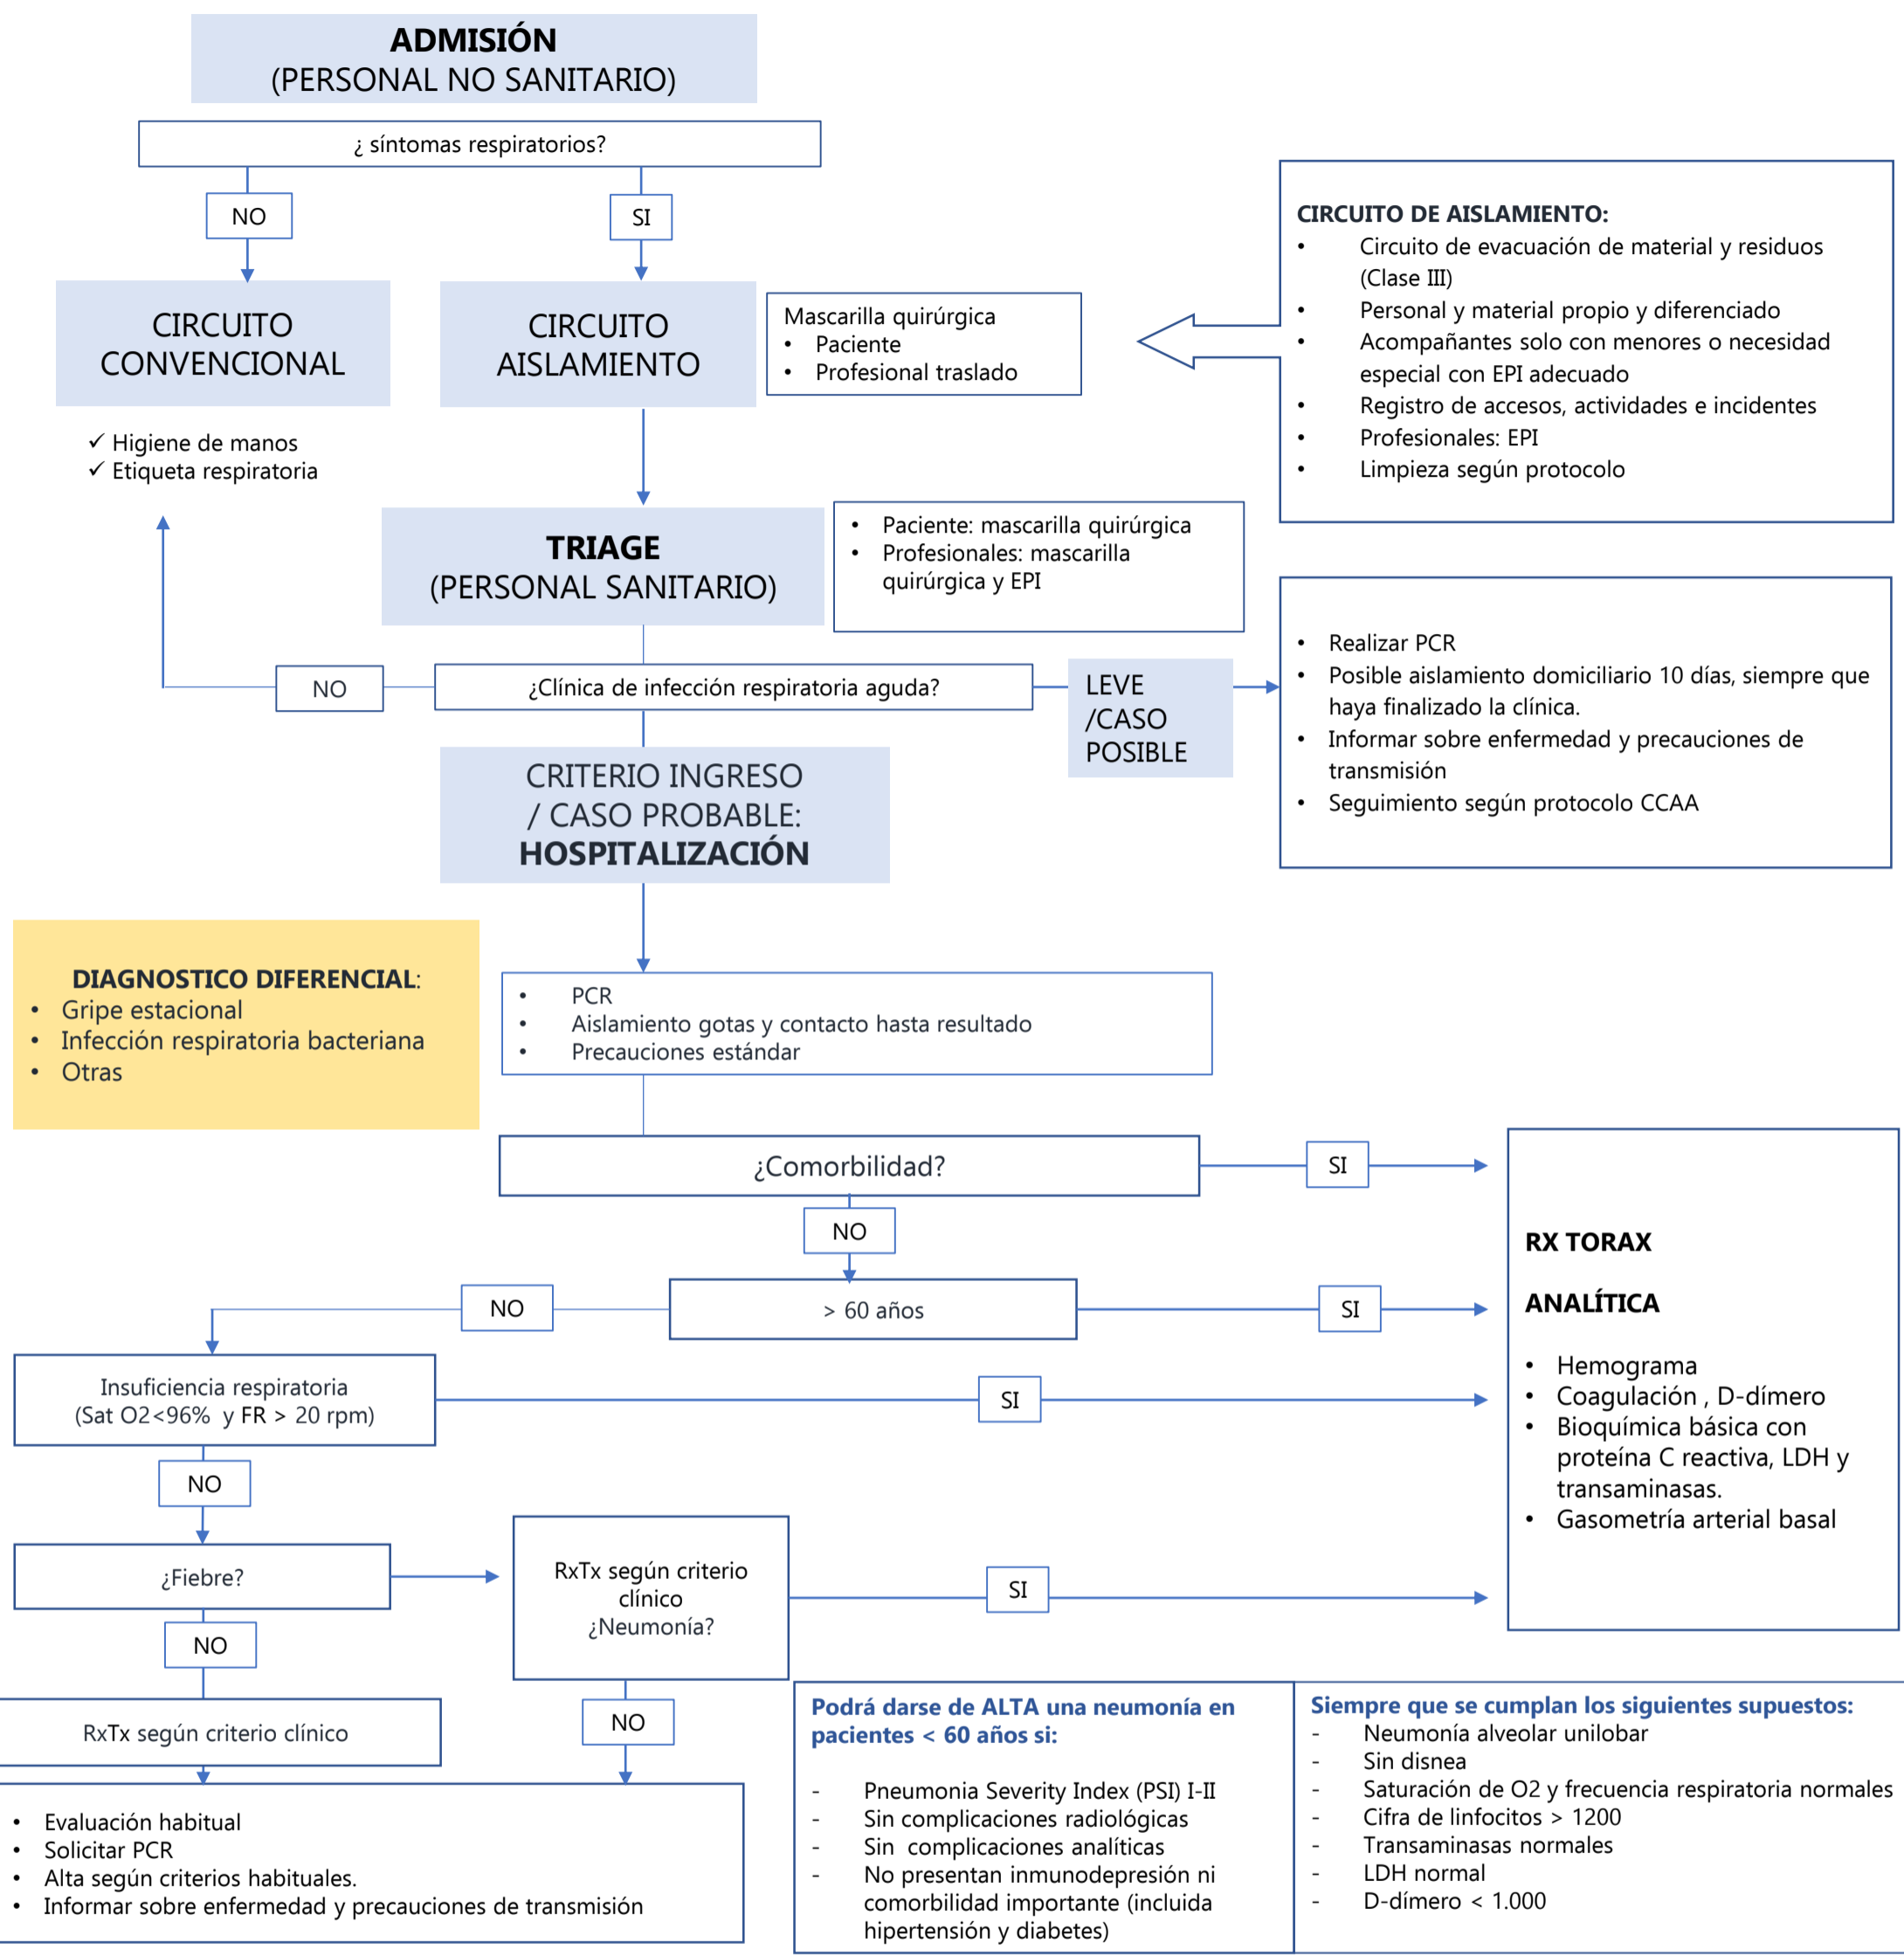 ADMISIÓN
(PERSONAL NO SANITARIO)
¿ síntomas respiratorios?
NO
SI
CIRCUITO
CONVENCIONAL
CIRCUITO
AISLAMIENTO
Mascarilla quirúrgica
• Paciente
• Profesional traslado
CIRCUITO DE AISLAMIENTO:
• Circuito de evacuación de material y residuos
(Clase III)
• Personal y material propio y diferenciado
• Acompañantes solo con menores o necesidad
especial con EPI adecuado
• Registro de accesos, actividades e incidentes
• Profesionales: EPI
• Limpieza según protocolo
✓ Higiene de manos
✓ Etiqueta respiratoria
TRIAGE
(PERSONAL SANITARIO)
• Paciente: mascarilla quirúrgica
• Profesionales: mascarilla
quirúrgica y EPI
NO
¿Clínica de infección respiratoria aguda?
LEVE
/CASO
POSIBLE
• Realizar PCR
• Posible aislamiento domiciliario 10 días, siempre que
haya finalizado la clínica.
• Informar sobre enfermedad y precauciones de
transmisión
• Seguimiento según protocolo CCAA
CRITERIO INGRESO
/ CASO PROBABLE:
HOSPITALIZACIÓN
DIAGNOSTICO DIFERENCIAL:
• Gripe estacional
• Infección respiratoria bacteriana
• Otras
• PCR
• Aislamiento gotas y contacto hasta resultado
• Precauciones estándar
¿Comorbilidad?
SI
NO
> 60 años
NO
SI
Insuficiencia respiratoria
(Sat O2<96% y FR > 20 rpm)
SI
NO
RX TORAX
ANALÍTICA
• Hemograma
• Coagulación , D-dímero
• Bioquímica básica con
proteína C reactiva, LDH y
transaminasas.
• Gasometría arterial basal
¿Fiebre?
RxTx según criterio
clínico
¿Neumonía?
SI
NO
NO
RxTx según criterio clínico
• Evaluación habitual
• Solicitar PCR
• Alta según criterios habituales.
• Informar sobre enfermedad y precauciones de transmisión
Podrá darse de ALTA una neumonía en
pacientes < 60 años si:
- Pneumonia Severity Index (PSI) I-II
- Sin complicaciones radiológicas
- Sin complicaciones analíticas
- No presentan inmunodepresión ni
comorbilidad importante (incluida
hipertensión y diabetes)
Siempre que se cumplan los siguientes supuestos:
- Neumonía alveolar unilobar
- Sin disnea
- Saturación de O2 y frecuencia respiratoria normales
- Cifra de linfocitos > 1200
- Transaminasas normales
- LDH normal
- D-dímero < 1.000